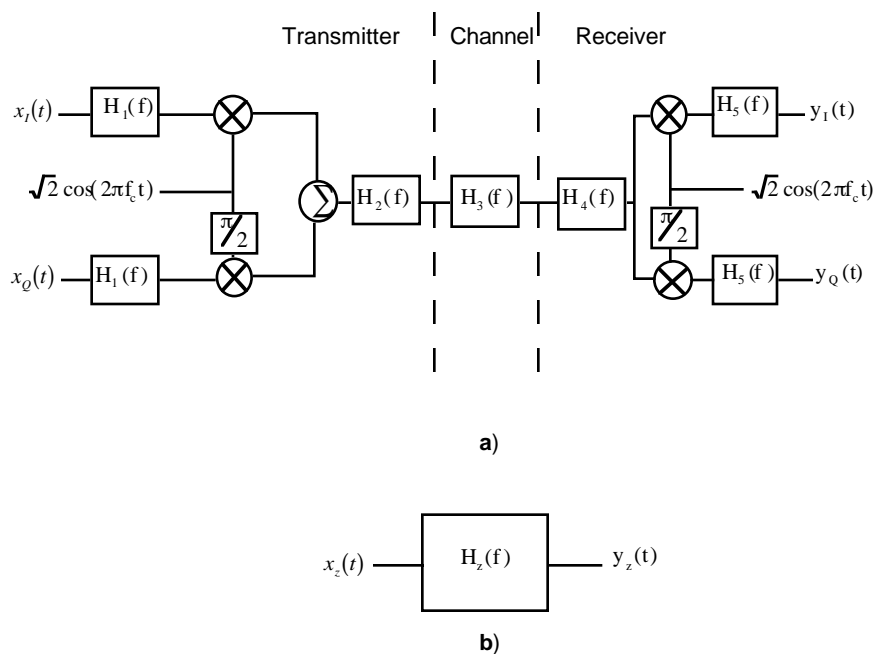 Transmitter Channel Receiver
x_I(t) H_1(f) H_5(f) y_I(t)
√2 cos(2πf_c t) Σ H_2(f) H_3(f) H_4(f) √2 cos(2πf_c t)
π/2 π/2
x_Q(t) H_1(f) H_5(f) y_Q(t)
a)
x_z(t) H_z(f) y_z(t)
b)